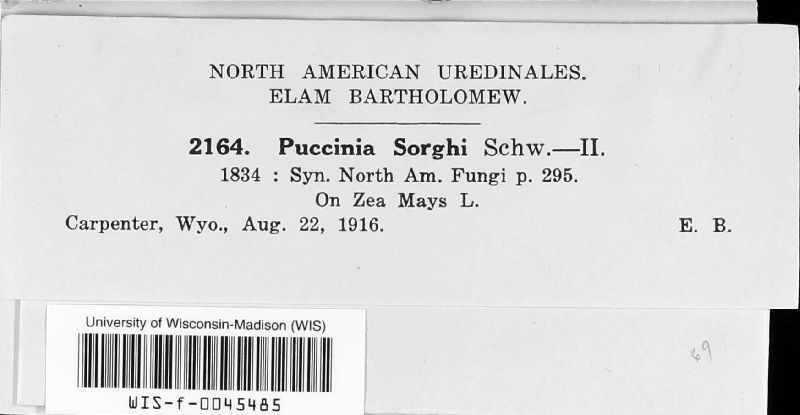 NORTH AMERICAN UREDINALES.
ELAM BARTHOLOMEW.
2164. Puccinia Sorghi Schw.—II.
1834 : Syn. North Am. Fungi p. 295.
On Zea Mays L.
Carpenter, Wyo., Aug. 22, 1916. E. B.
University of Wisconsin-Madison (WIS)
WIS-f-0045485
69